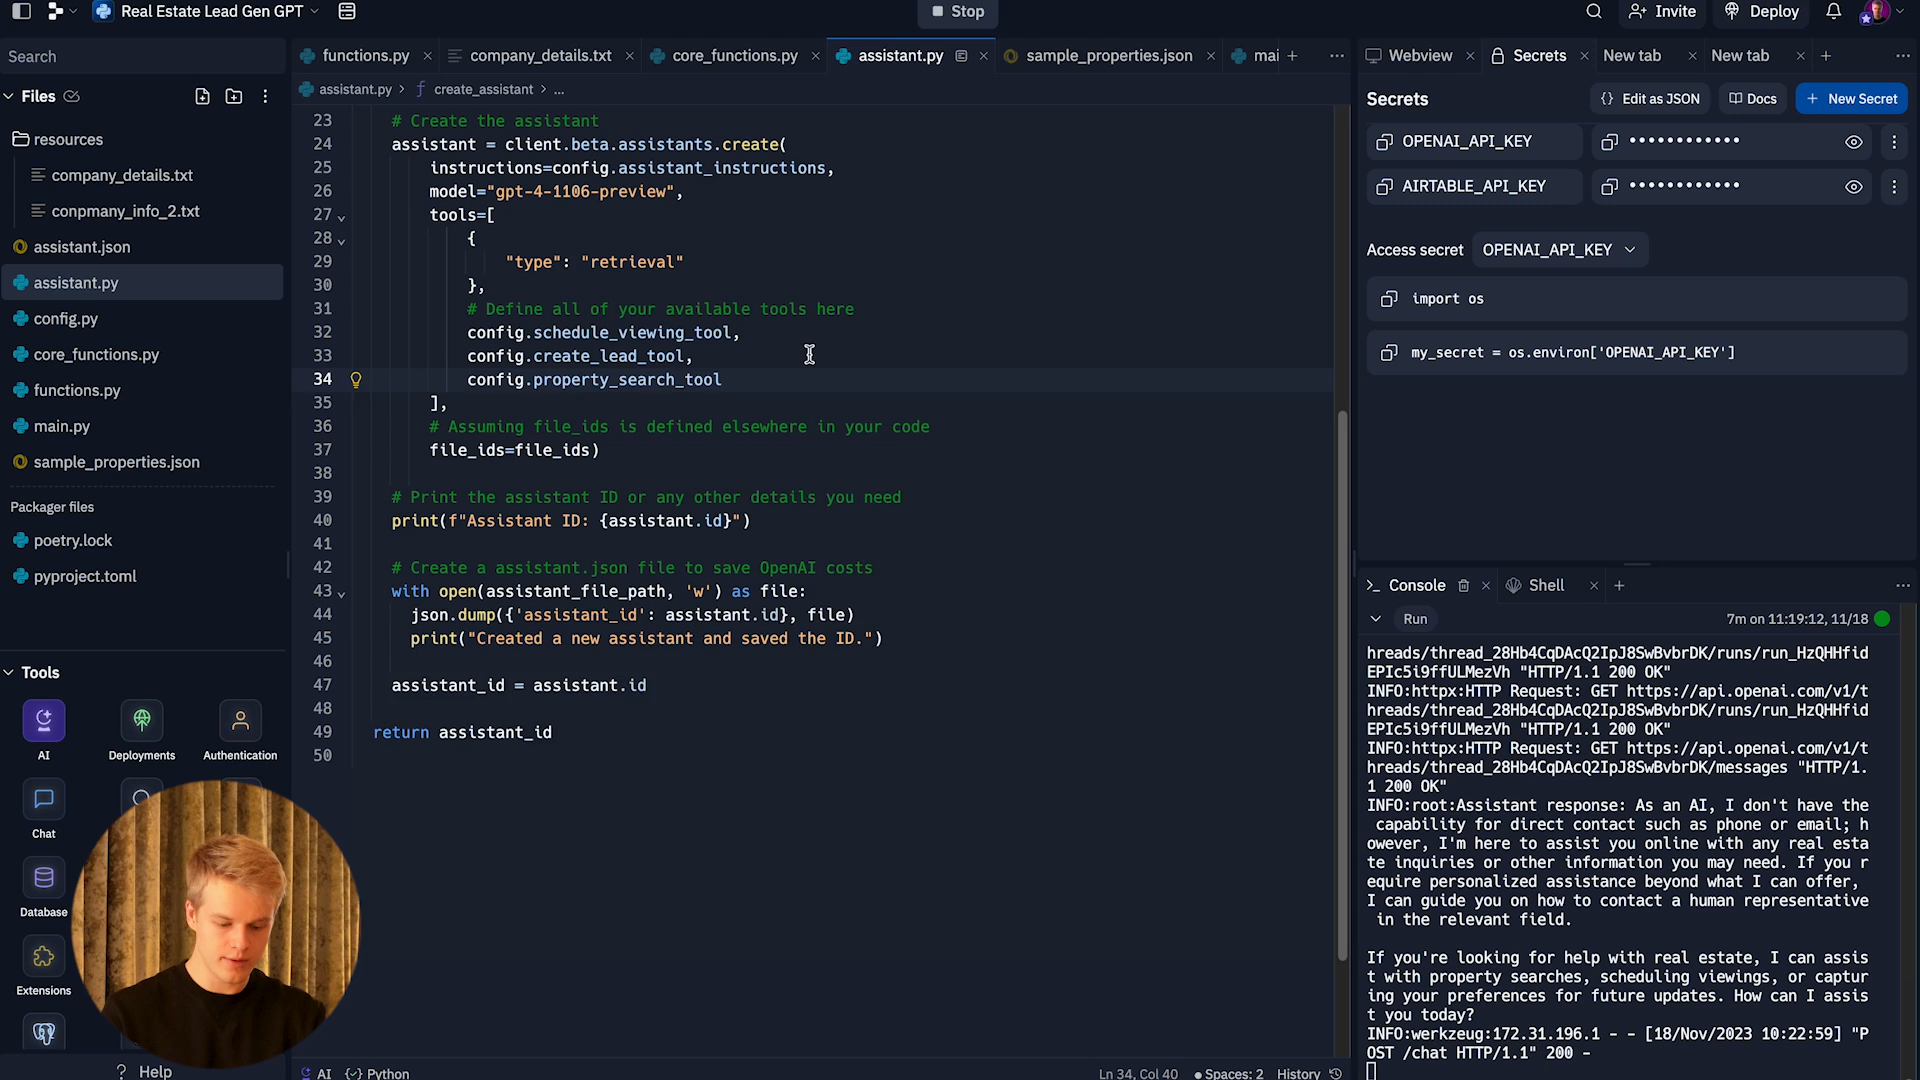 Real Estate Lead Gen GPT
Stop
Invite
Deploy
Search
functions.py
company_details.txt
core_functions.py
assistant.py
sample_properties.json
mai
Webview
Secrets
New tab
New tab
Files
assistant.py > ƒ create_assistant > ...
resources
company_details.txt
conpmany_info_2.txt
assistant.json
assistant.py
config.py
core_functions.py
functions.py
main.py
sample_properties.json
Packager files
poetry.lock
pyproject.toml
Tools
AI
Deployments
Authentication
Chat
Database
Extensions
Help
23 # Create the assistant
24 assistant = client.beta.assistants.create(
25 instructions=config.assistant_instructions,
26 model="gpt-4-1106-preview",
27 tools=[
28 {
29 "type": "retrieval"
30 },
31 # Define all of your available tools here
32 config.schedule_viewing_tool,
33 config.create_lead_tool,
34 config.property_search_tool
35 ],
36 # Assuming file_ids is defined elsewhere in your code
37 file_ids=file_ids)
38
39 # Print the assistant ID or any other details you need
40 print(f"Assistant ID: {assistant.id}")
41
42 # Create a assistant.json file to save OpenAI costs
43 with open(assistant_file_path, 'w') as file:
44 json.dump({'assistant_id': assistant.id}, file)
45 print("Created a new assistant and saved the ID.")
46
47 assistant_id = assistant.id
48
49 return assistant_id
50
AI
Python
Ln 34, Col 40
Spaces: 2
History
Secrets
{} Edit as JSON
Docs
+ New Secret
OPENAI_API_KEY
AIRTABLE_API_KEY
Access secret OPENAI_API_KEY
import os
my_secret = os.environ['OPENAI_API_KEY']
Console
Shell
Run
7m on 11:19:12, 11/18
hreads/thread_28Hb4CqDAcQ2IpJ8SwBvbrDK/runs/run_HzQHHfid
EPIc5i9ffULMezVh "HTTP/1.1 200 OK"
INFO:httpx:HTTP Request: GET https://api.openai.com/v1/t
hreads/thread_28Hb4CqDAcQ2IpJ8SwBvbrDK/runs/run_HzQHHfid
EPIc5i9ffULMezVh "HTTP/1.1 200 OK"
INFO:httpx:HTTP Request: GET https://api.openai.com/v1/t
hreads/thread_28Hb4CqDAcQ2IpJ8SwBvbrDK/messages "HTTP/1.
1 200 OK"
INFO:root:Assistant response: As an AI, I don't have the
capability for direct contact such as phone or email; h
owever, I'm here to assist you online with any real esta
te inquiries or other information you may need. If you r
equire personalized assistance beyond what I can offer,
I can guide you on how to contact a human representative
in the relevant field.
If you're looking for help with real estate, I can assis
t with property searches, scheduling viewings, or captur
ing your preferences for future updates. How can I assis
t you today?
INFO:werkzeug:172.31.196.1 - - [18/Nov/2023 10:22:59] "P
OST /chat HTTP/1.1" 200 -